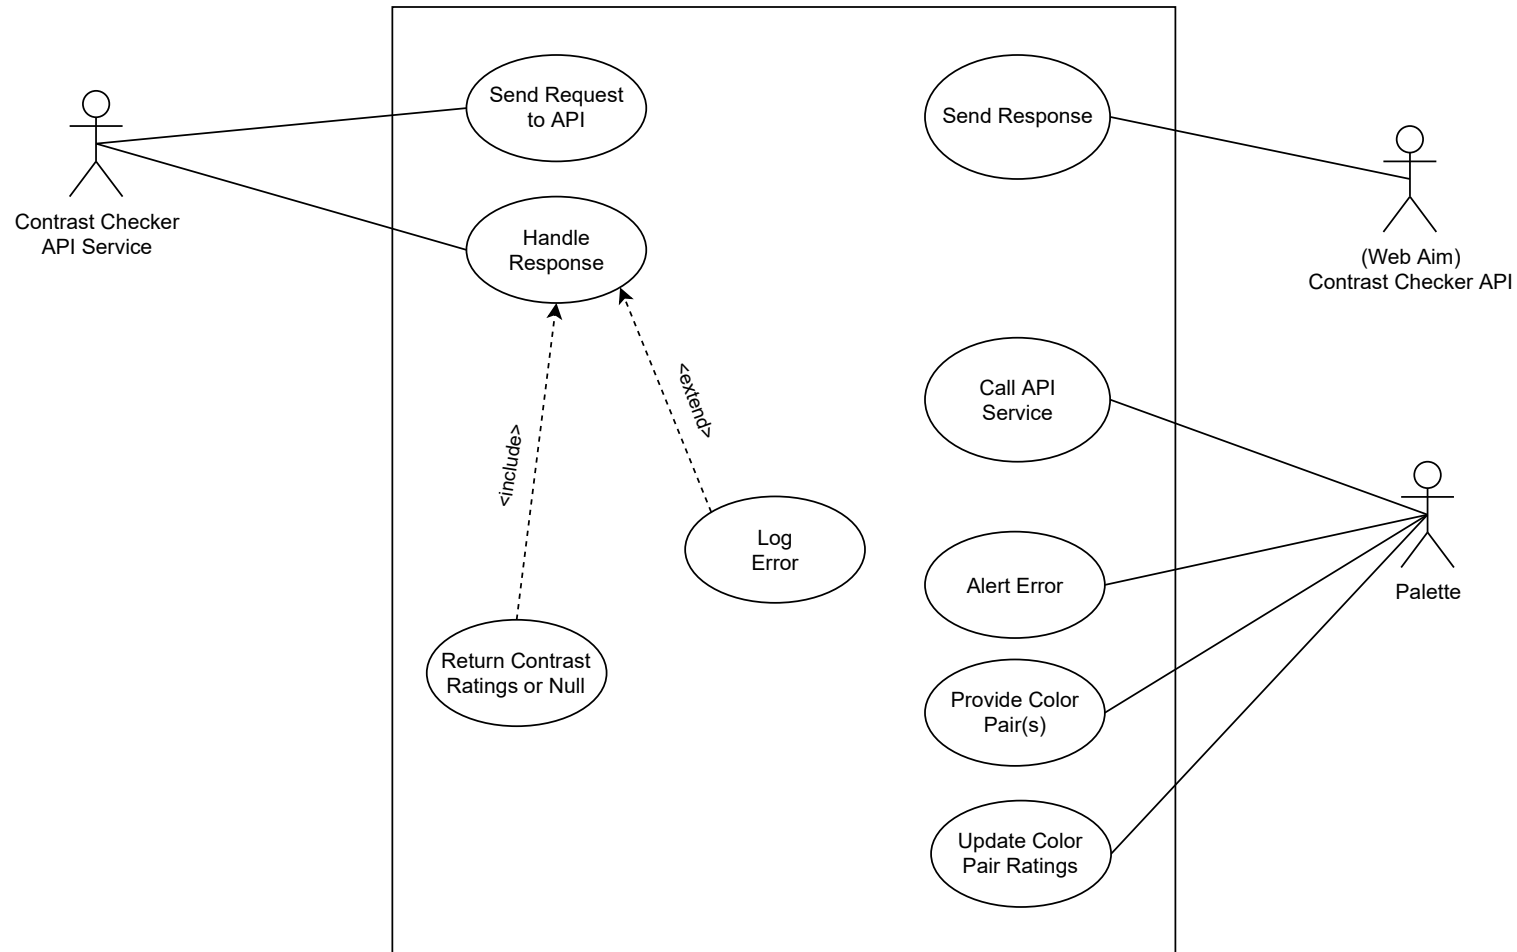 Send Request
to API
Send Response
Contrast Checker
API Service
Handle
Response
(Web Aim)
Contrast Checker API
<extend>
Call API
Service
<include>
Log
Error
Alert Error
Palette
Return Contrast
Ratings or Null
Provide Color
Pair(s)
Update Color
Pair Ratings